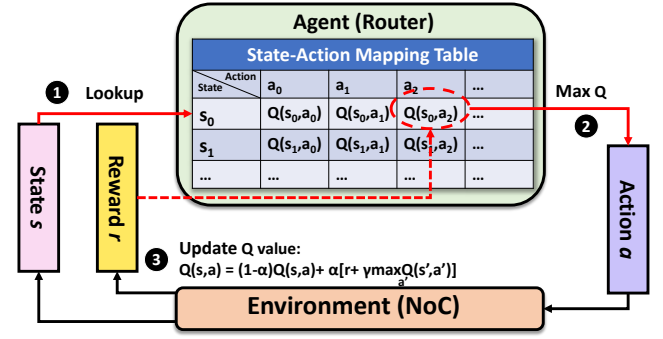 Agent (Router)
State-Action Mapping Table
Action
State
a0 a1 a2 ...
s0 Q(s0,a0) Q(s0,a1) Q(s0,a2) ...
s1 Q(s1,a0) Q(s1,a1) Q(s1,a2) ...
... ... ... ... ...
1 Lookup
Max Q
2
State s
Reward r
Action a
3 Update Q value:
Q(s,a) = (1-α)Q(s,a)+ α[r+ γmaxQ(s',a')]
a'
Environment (NoC)